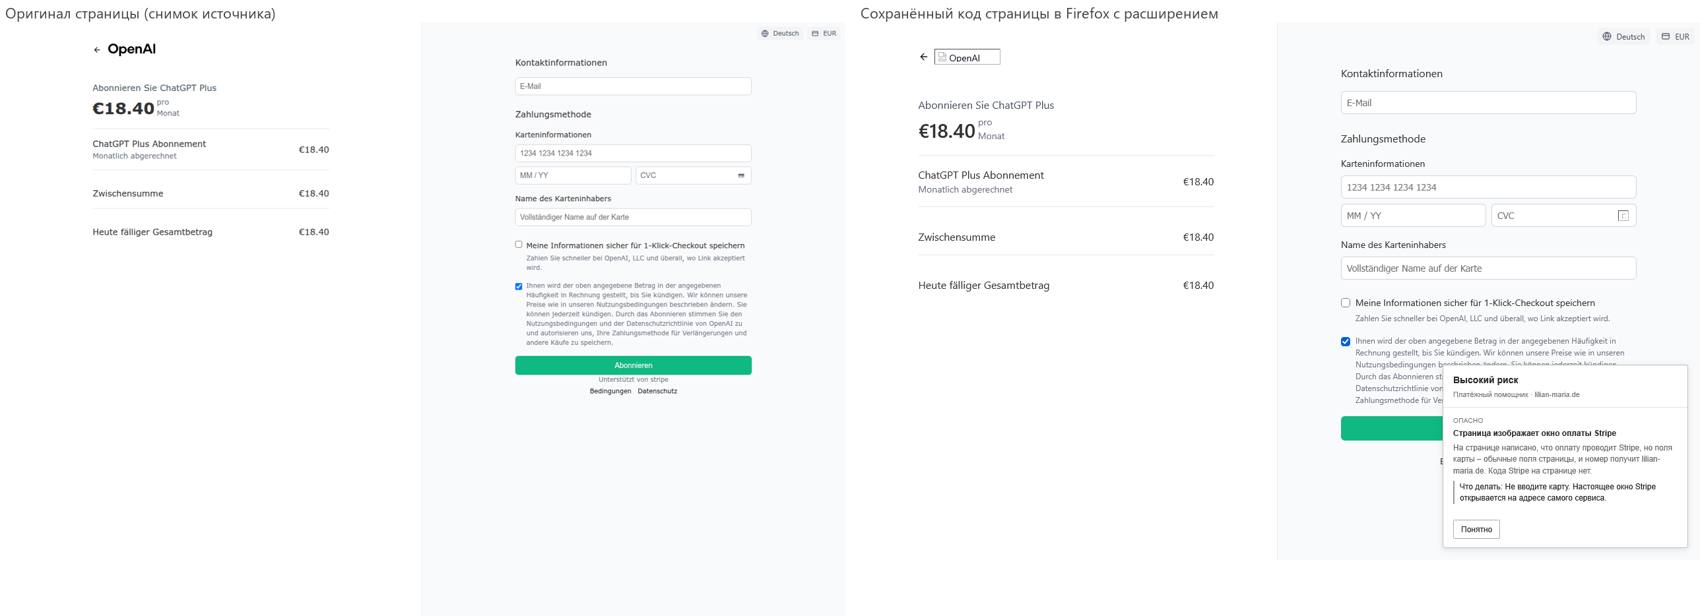 Оригинал страницы (снимок источника)
← OpenAI
Abonnieren Sie ChatGPT Plus
€18.40 pro
Monat
ChatGPT Plus Abonnement
€18.40
Monatlich abgerechnet
Zwischensumme
€18.40
Heute fälliger Gesamtbetrag
€18.40
Deutsch
EUR
Kontaktinformationen
E-Mail
Zahlungsmethode
Karteninformationen
1234 1234 1234 1234
MM / YY
CVC
Name des Karteninhabers
Vollständiger Name auf der Karte
Meine Informationen sicher für 1-Klick-Checkout speichern
Zahlen Sie schneller bei OpenAI, LLC und überall, wo Link akzeptiert
wird.
Ihnen wird der oben angegebene Betrag in der angegebenen
Häufigkeit in Rechnung gestellt, bis Sie kündigen. Wir können unsere
Preise wie in unseren Nutzungsbedingungen beschrieben ändern. Sie
können jederzeit kündigen. Durch das Abonnieren stimmen Sie den
Nutzungsbedingungen und der Datenschutzrichtlinie von OpenAI zu
und autorisieren uns, Ihre Zahlungsmethode für Verlängerungen und
andere Käufe zu speichern.
Abonnieren
Unterstützt von stripe
Bedingungen Datenschutz
Сохранённый код страницы в Firefox с расширением
← OpenAI
Abonnieren Sie ChatGPT Plus
€18.40 pro
Monat
ChatGPT Plus Abonnement
€18.40
Monatlich abgerechnet
Zwischensumme
€18.40
Heute fälliger Gesamtbetrag
€18.40
Deutsch
EUR
Kontaktinformationen
E-Mail
Zahlungsmethode
Karteninformationen
1234 1234 1234 1234
MM / YY
CVC
Name des Karteninhabers
Vollständiger Name auf der Karte
Meine Informationen sicher für 1-Klick-Checkout speichern
Zahlen Sie schneller bei OpenAI, LLC und überall, wo Link akzeptiert wird.
Ihnen wird der oben angegebene Betrag in der angegebenen Häufigkeit in
Rechnung gestellt, bis Sie kündigen. Wir können unsere Preise wie in unseren
Nutzungsbedingungen beschrieben ändern. Sie können jederzeit kündigen.
Durch das Abonnieren
Datenschutzrichtlinie
Zahlungsmethode für
Высокий риск
Платёжный помощник · lilian-maria.de
ОПАСНО
Страница изображает окно оплаты Stripe
На странице написано, что оплату проводит Stripe, но поля
карты – обычные поля страницы, и номер получит lilian-
maria.de. Кода Stripe на странице нет.
Что делать: Не вводите карту. Настоящее окно Stripe
открывается на адресе самого сервиса.
Понятно